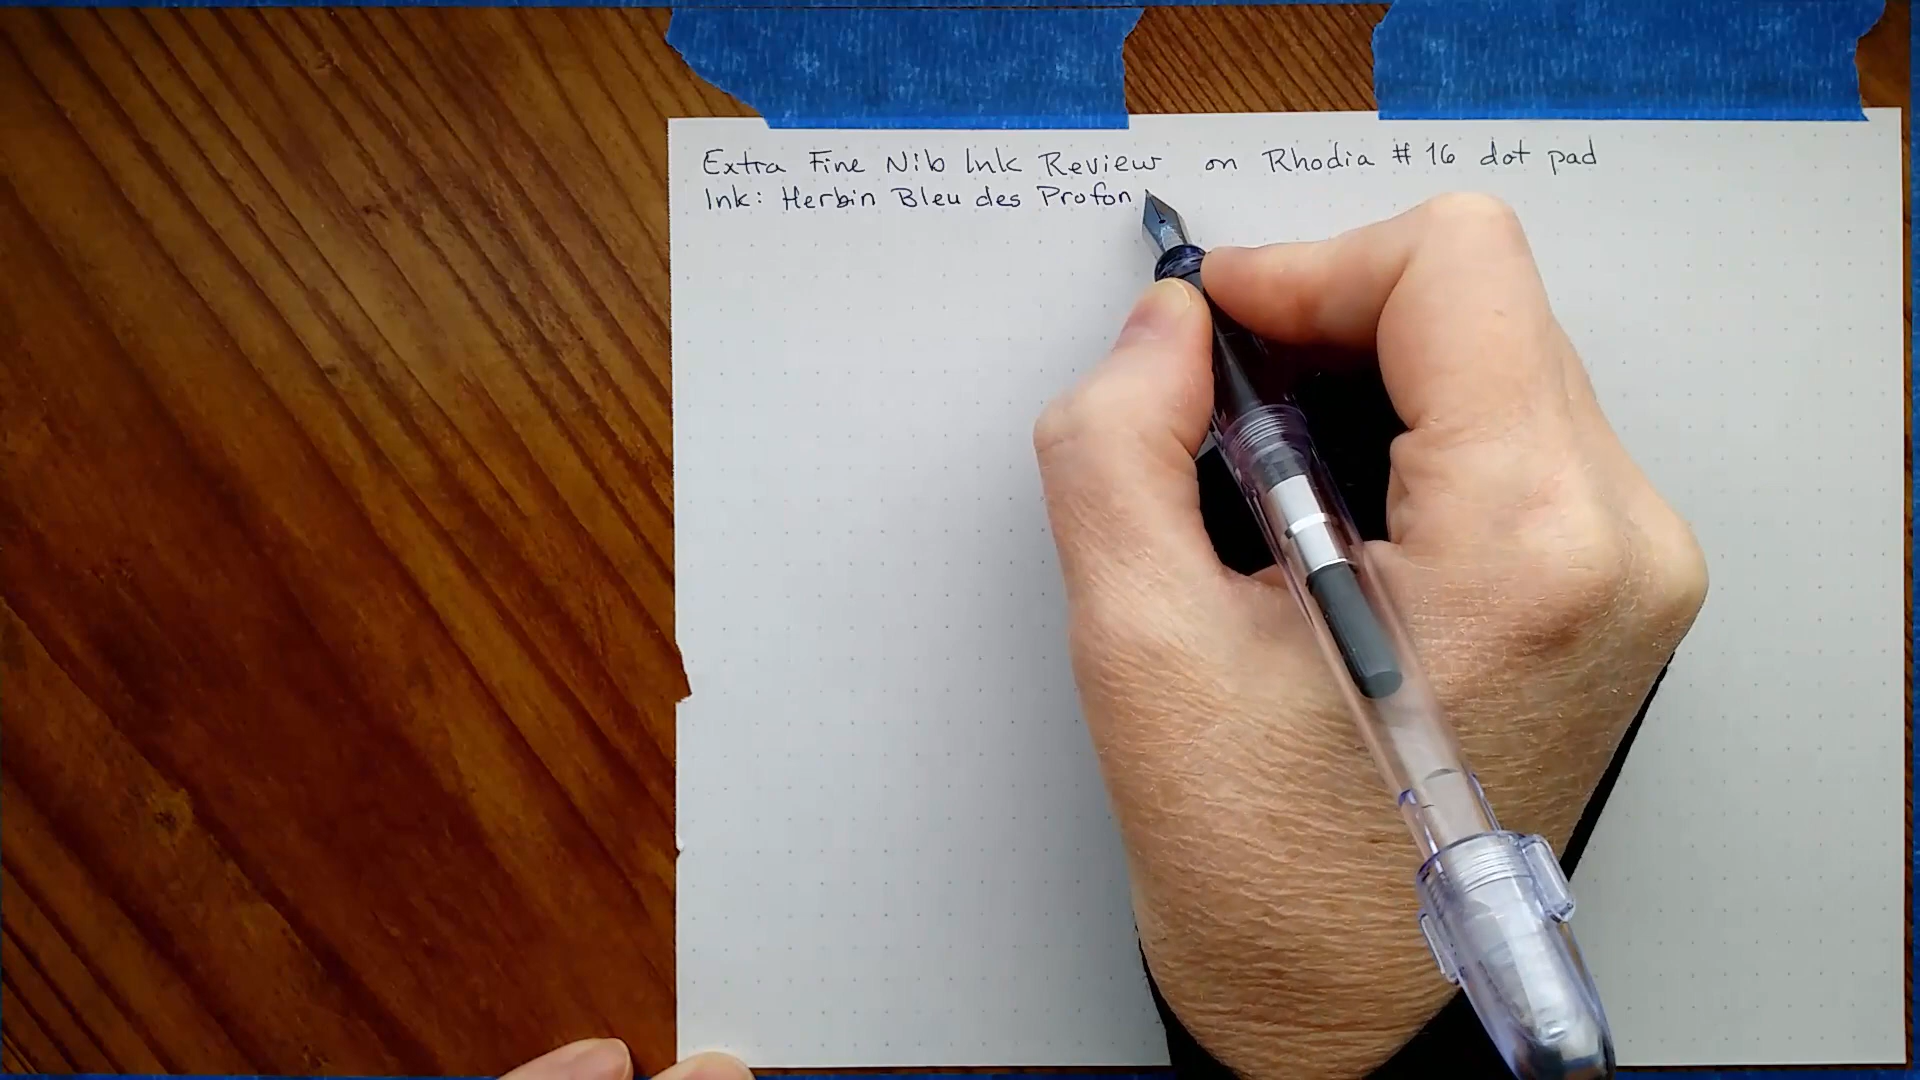 Extra Fine Nib Ink Review on Rhodia # 16 dot pad
Ink: Herbin Bleu des Profon